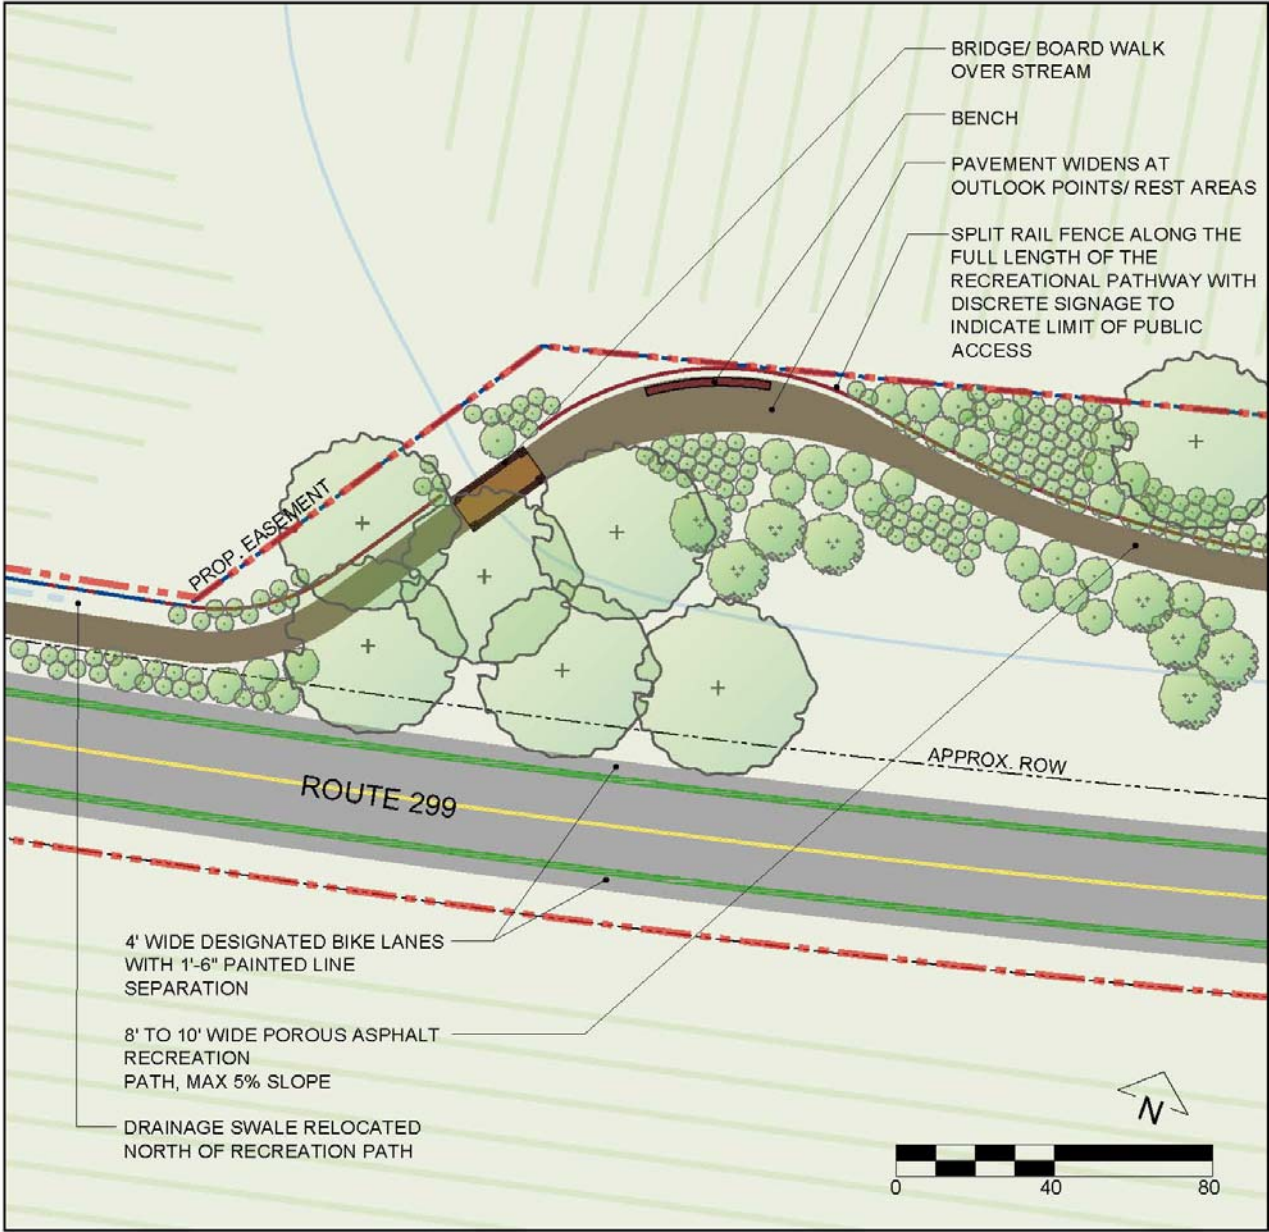 BRIDGE/ BOARD WALK
OVER STREAM
BENCH
PAVEMENT WIDENS AT
OUTLOOK POINTS/ REST AREAS
SPLIT RAIL FENCE ALONG THE
FULL LENGTH OF THE
RECREATIONAL PATHWAY WITH
DISCRETE SIGNAGE TO
INDICATE LIMIT OF PUBLIC
ACCESS
PROP. EASEMENT
APPROX. ROW
ROUTE 299
4' WIDE DESIGNATED BIKE LANES
WITH 1'-6" PAINTED LINE
SEPARATION
8' TO 10' WIDE POROUS ASPHALT
RECREATION
PATH, MAX 5% SLOPE
DRAINAGE SWALE RELOCATED
NORTH OF RECREATION PATH
N
0 40 80